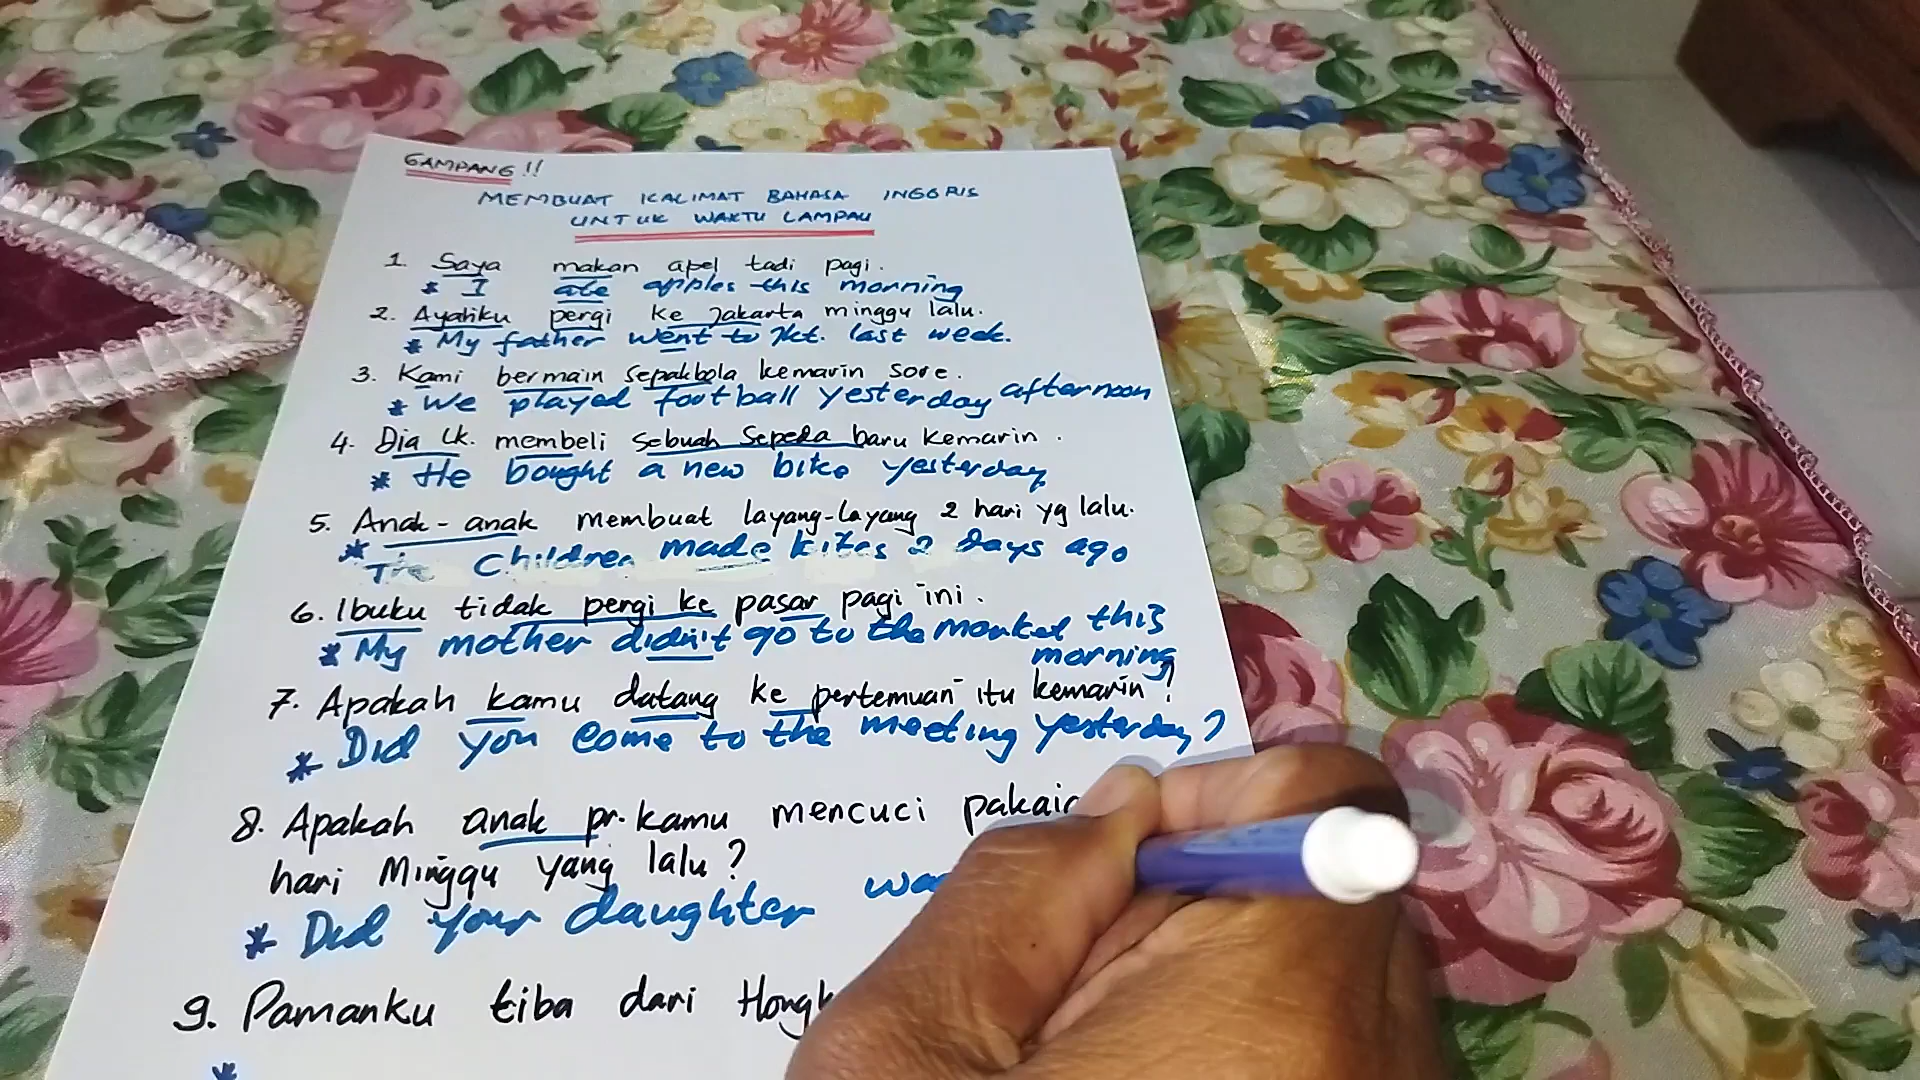 GAMPANG !!
MEMBUAT KALIMAT BAHASA INGGRIS
UNTUK WAKTU LAMPAU
1. Saya makan apel tadi pagi.
* I ate apples this morning
2. Ayahku pergi ke Jakarta minggu lalu.
* My father went to Jkt. last week.
3. Kami bermain sepakbola kemarin sore.
* We played football yesterday afternoon
4. Dia lk. membeli sebuah sepeda baru kemarin.
* He bought a new bike yesterday
5. Anak-anak membuat layang-layang 2 hari yg lalu.
* The children made kites 2 days ago
6. Ibuku tidak pergi ke pasar pagi ini.
* My mother didn't go to the market this
morning
7. Apakah kamu datang ke pertemuan itu kemarin?
* Did you come to the meeting yesterday?
8. Apakah anak pr. kamu mencuci
hari Minggu yang lalu?
* Did your daughter
9. Pamanku tiba dari
*